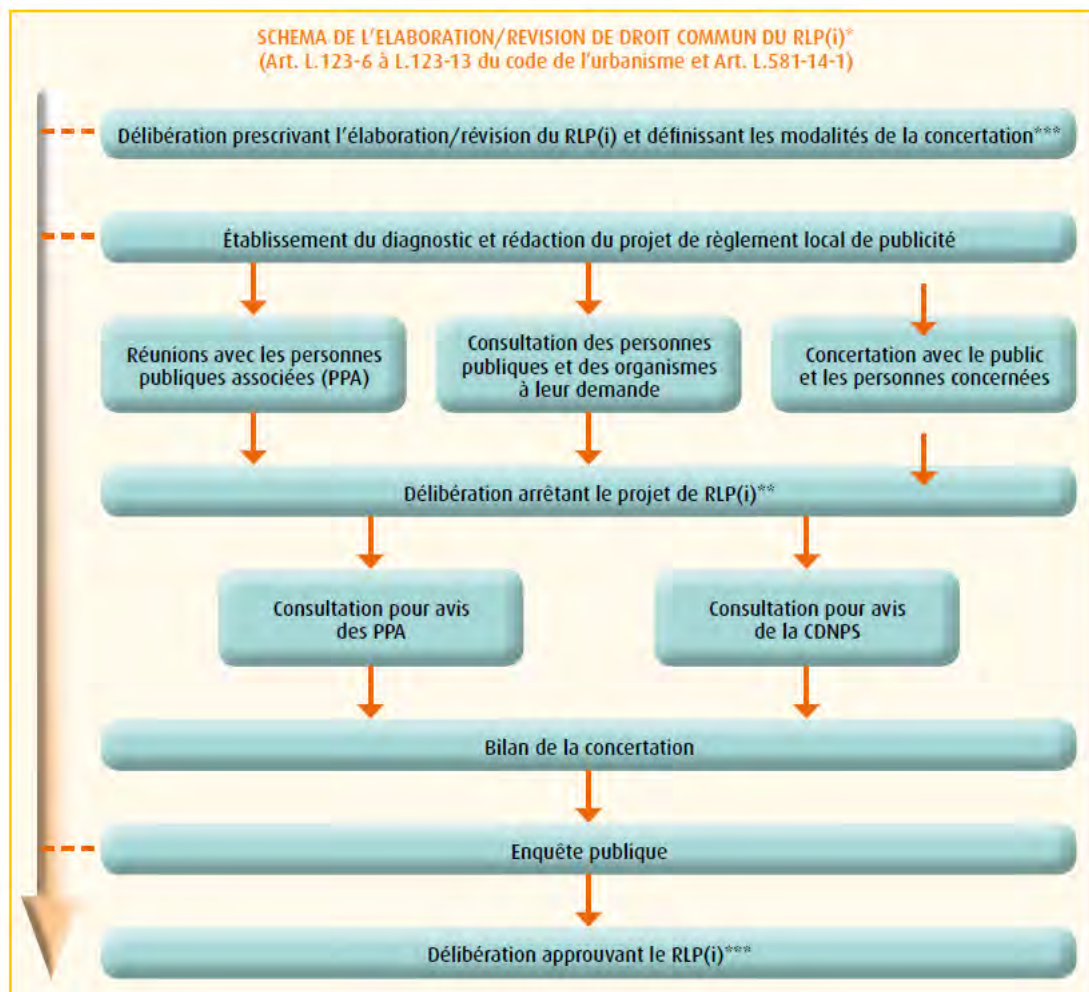 SCHEMA DE L'ELABORATION/REVISION DE DROIT COMMUN DU RLP(i)*
(Art. L.123-6 à L.123-13 du code de l'urbanisme et Art. L.581-14-1)
Délibération prescrivant l'élaboration/révision du RLP(i) et définissant les modalités de la concertation***
Établissement du diagnostic et rédaction du projet de règlement local de publicité
Réunions avec les personnes
publiques associées (PPA)
Consultation des personnes
publiques et des organismes
à leur demande
Concertation avec le public
et les personnes concernées
Délibération arrêtant le projet de RLP(i)**
Consultation pour avis
des PPA
Consultation pour avis
de la CDNPS
Bilan de la concertation
Enquête publique
Délibération approuvant le RLP(i)***